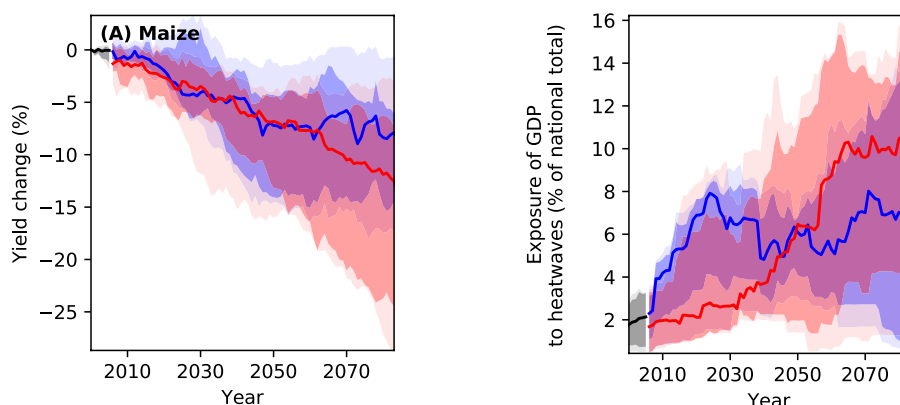 (A) Maize
0
−5
−10
−15
−20
−25
Yield change (%)
2010 2030 2050 2070
Year
16
14
12
10
8
6
4
2
Exposure of GDP
to heatwaves (% of national total)
2010 2030 2050 2070
Year